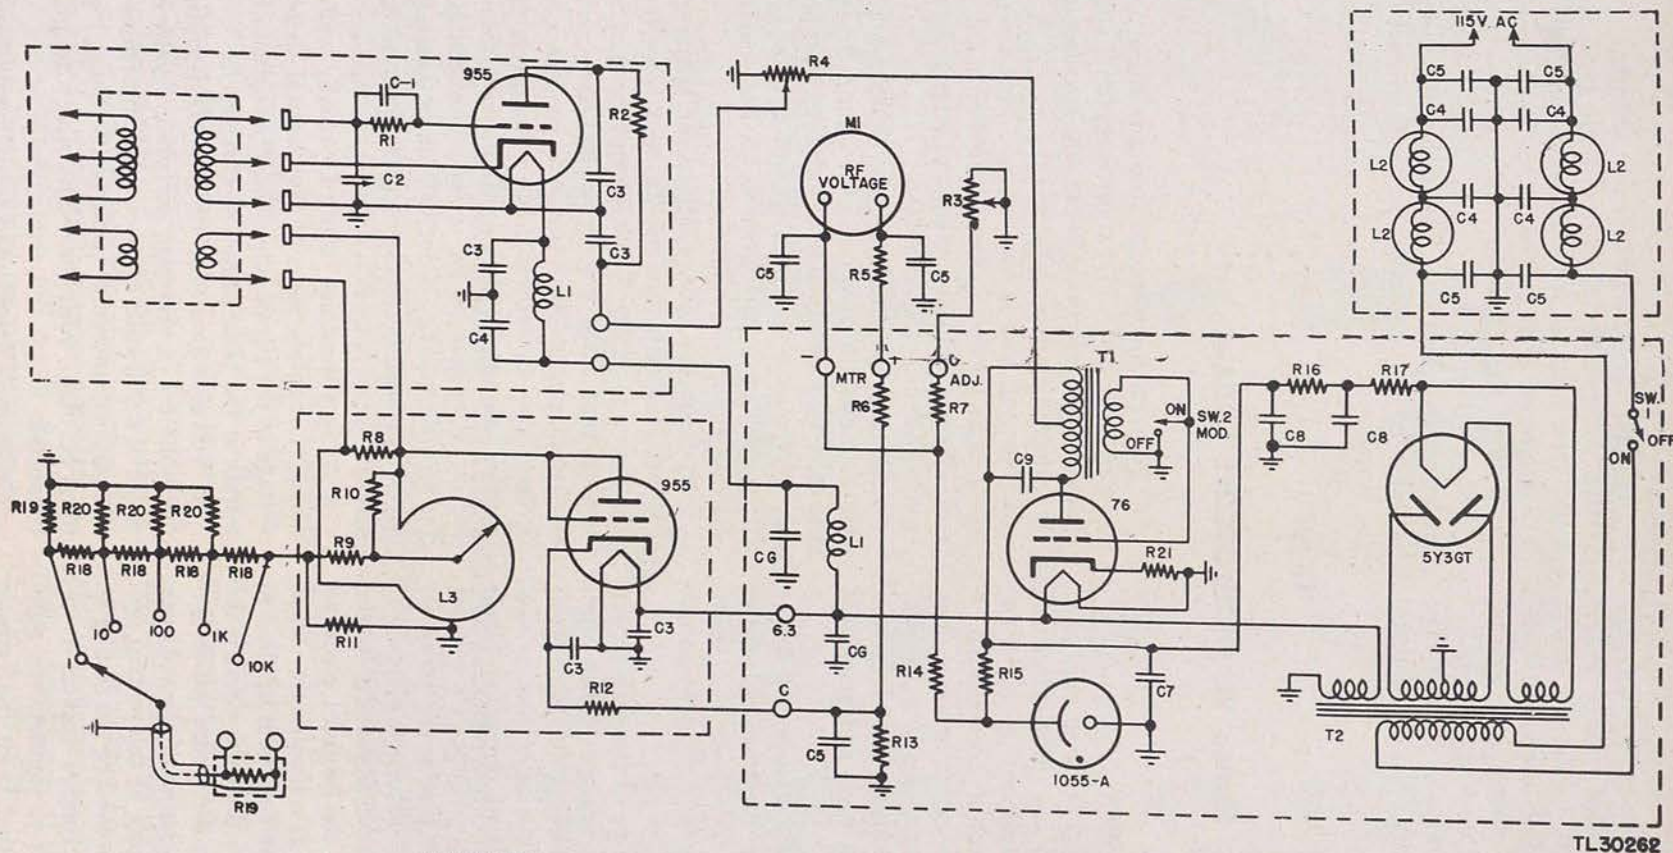 115V. AC
C5
C5
C4
C4
L2
L2
C4
C4
L2
L2
C5
C5
955
C-1
R1
C2
R2
C3
C3
C3
L1
C4
R4
M1
RF
VOLTAGE
R3
C5
R5
C5
-
MTR
+
G
ADJ.
R6
R7
T1
ON
SW.2
MOD.
OFF
R16
R17
C8
C8
SW.
1
OFF
ON
C9
76
R21
5Y3GT
R8
R10
R9
L3
R11
955
C3
C3
R12
R19
R20
R20
R20
R18
R18
R18
R18
1
10
100
1K
10K
R19
CG
L1
6.3
CG
C
C5
R13
R14
R15
C7
1055-A
T2
TL30262